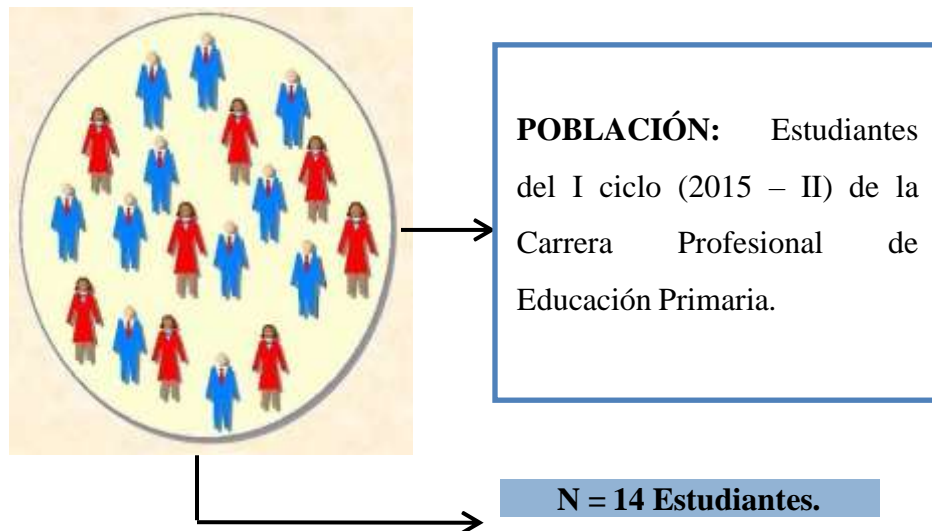 POBLACIÓN: Estudiantes
del I ciclo (2015 – II) de la
Carrera Profesional de
Educación Primaria.
N = 14 Estudiantes.